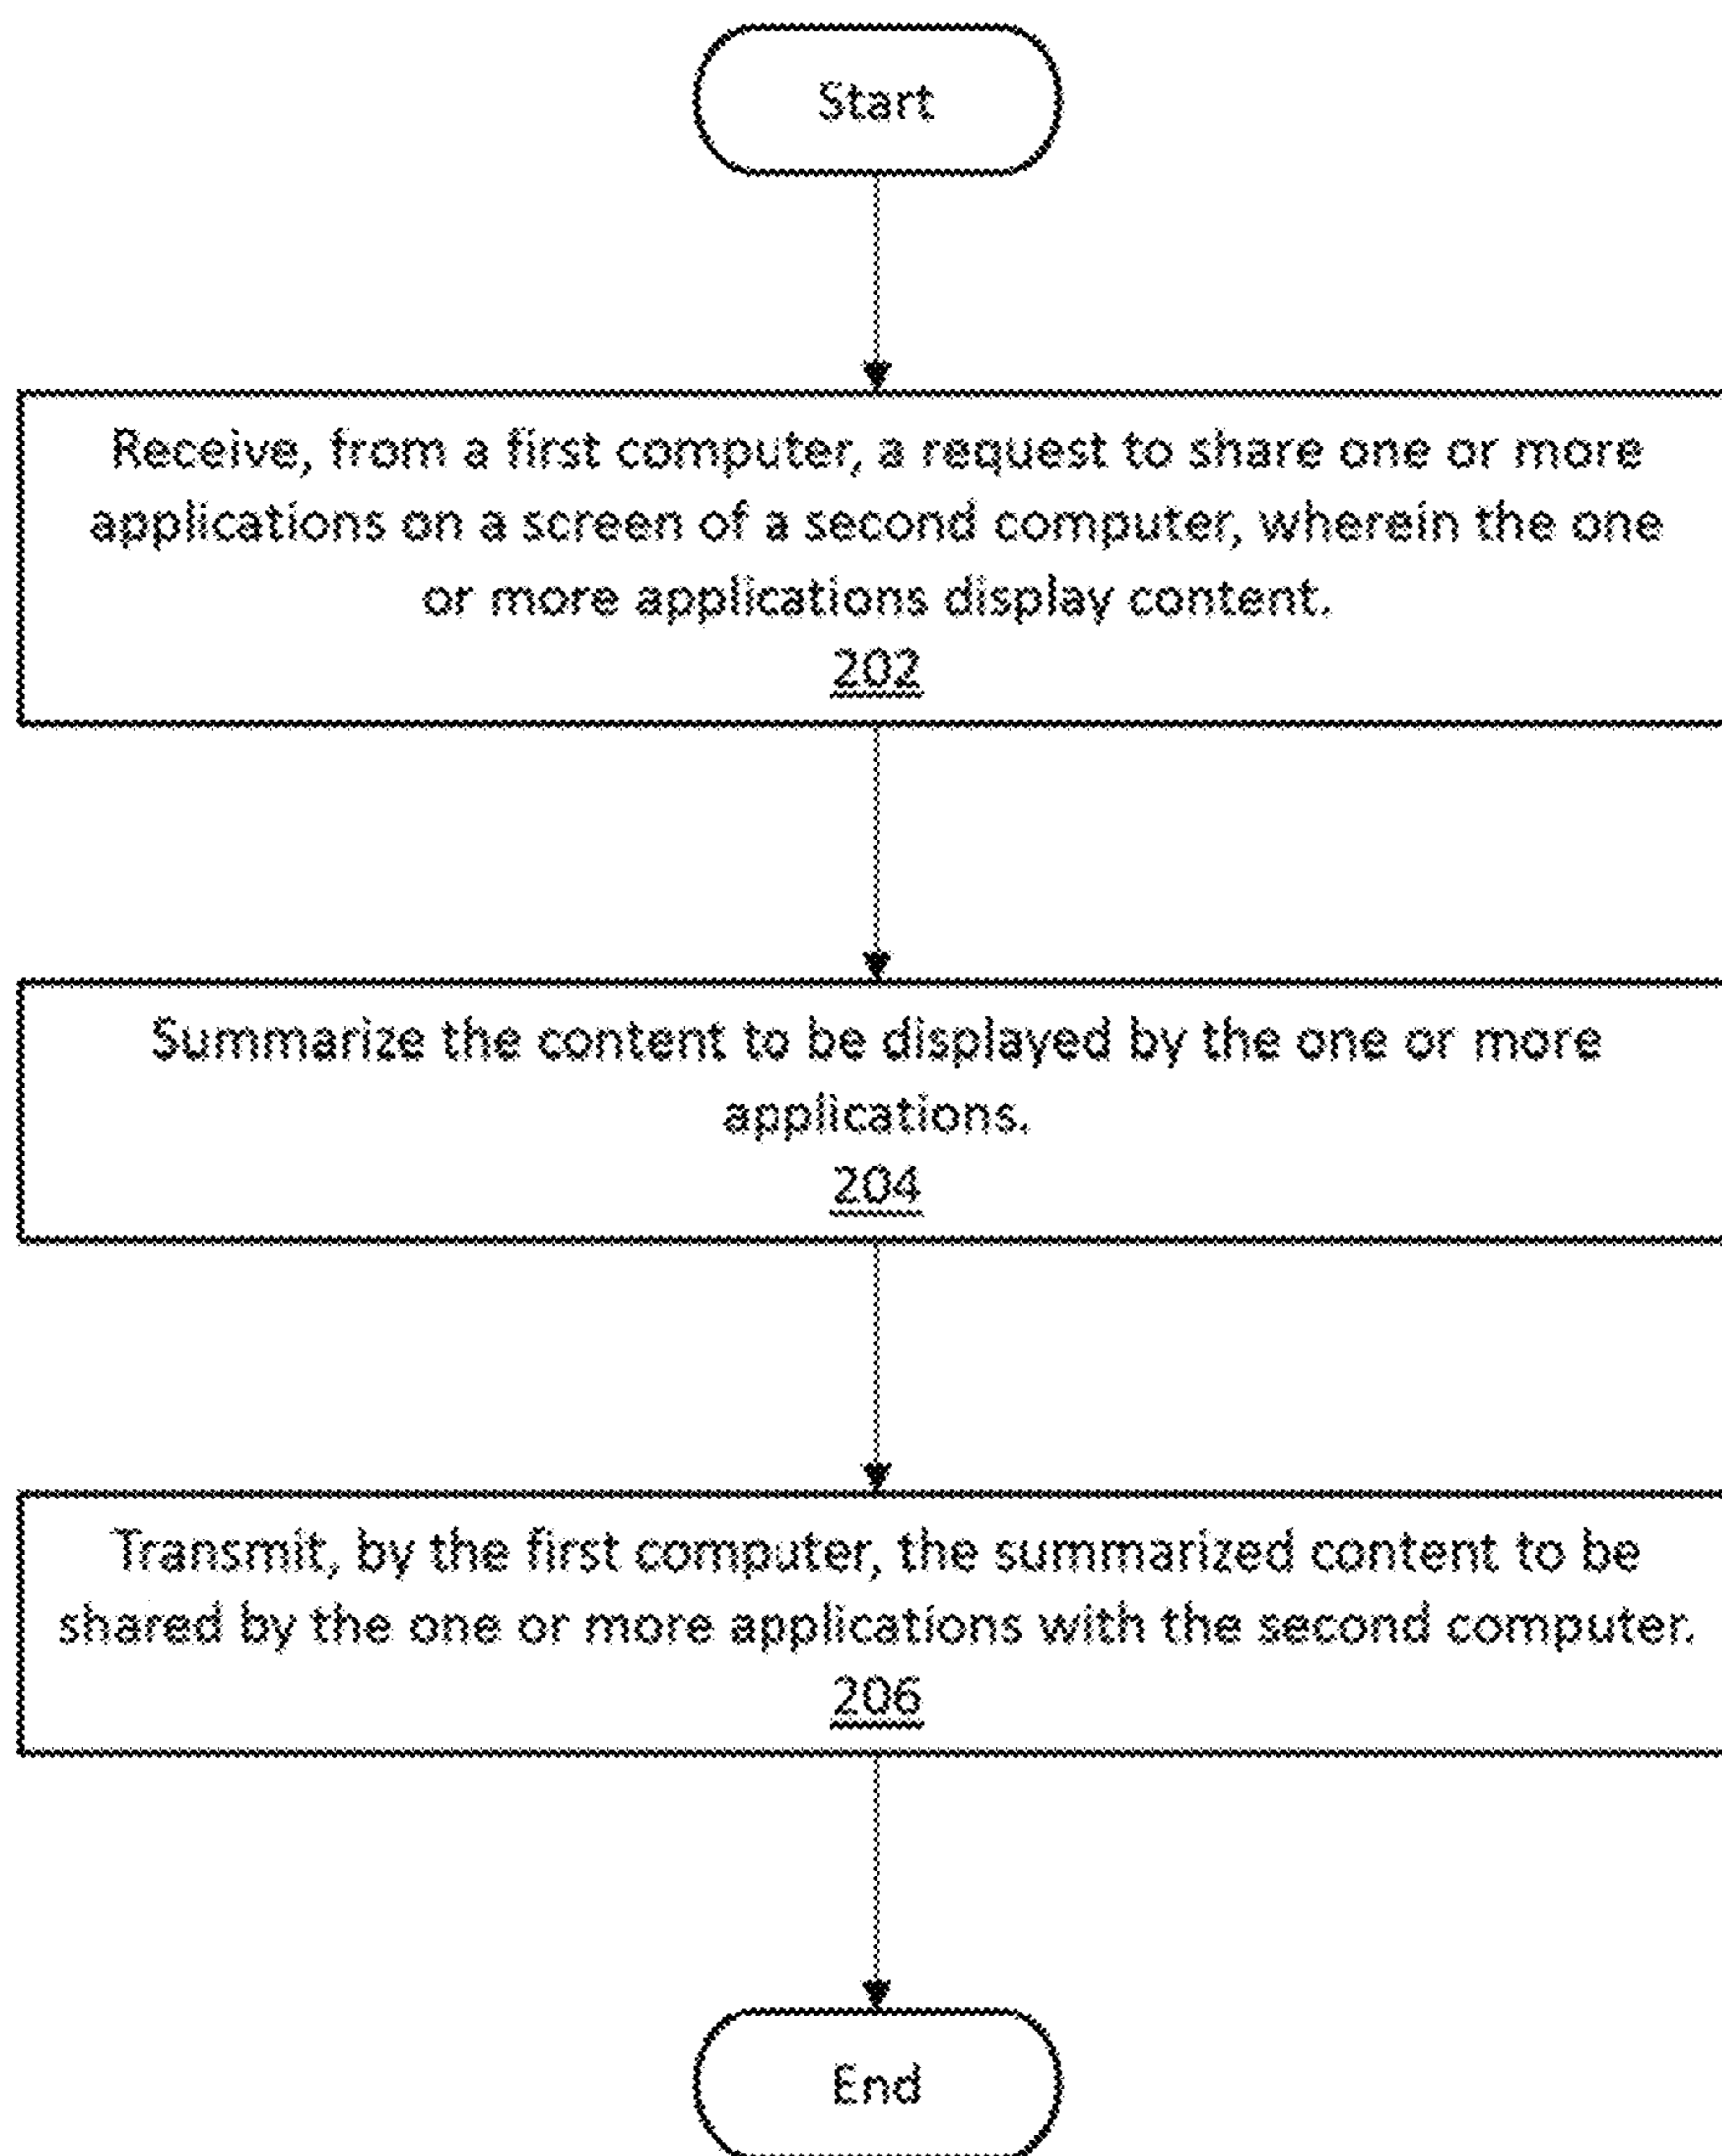 Start
Receive, from a first computer, a request to share one or more
applications on a screen of a second computer, wherein the one
or more applications display content.
202
Summarize the content to be displayed by the one or more
applications.
204
Transmit, by the first computer, the summarized content to be
shared by the one or more applications with the second computer.
206
End